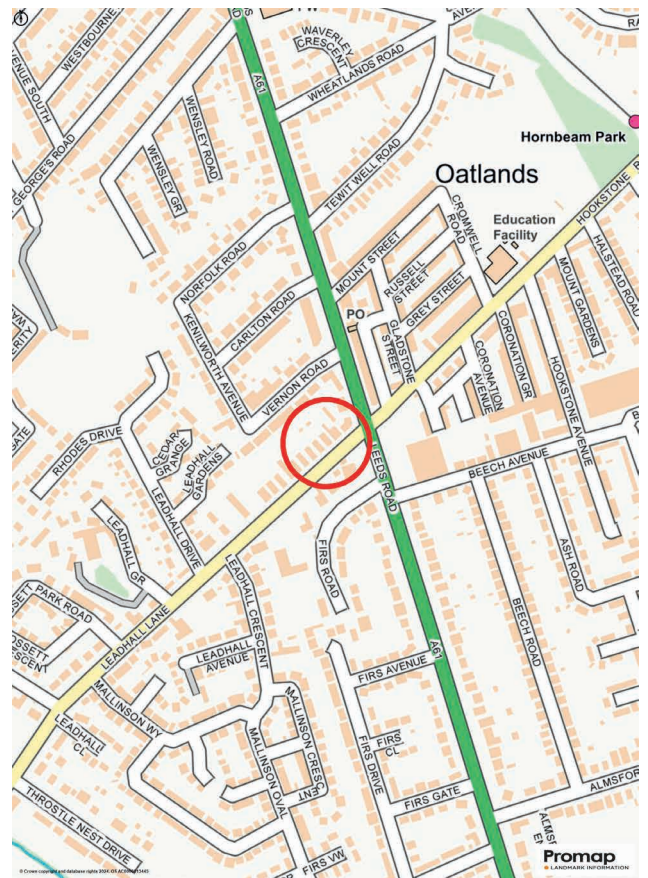 PW
WAVERLEY
CRESCENT
WHEATLANDS ROAD
AVE
WESTBOURNE
AVENUE SOUTH
ST GEORGE'S ROAD
WENSLEY ROAD
WENSLEY GR
A61
TEWIT WELL ROAD
Hornbeam Park
Oatlands
Education
Facility
HOOKSTONE R
CROMWELL
ROAD
NORFOLK ROAD
MOUNT STREET
RUSSELL
STREET
GREY STREET
HALSTEAD ROAD
MOUNT GARDENS
CARLTON ROAD
KENILWORTH AVENUE
PO
GLADSTONE
STREET
CORONATION
AVENUE
CORONATION GR
HOOKSTONE AVENUE
VERNON ROAD
RHODES DRIVE
CEDAR
GRANGE
LEADHALL
GARDENS
LEADHALL DRIVE
LEEDS ROAD
BEECH AVENUE
LEADHALL GR
FIRS ROAD
ASH ROAD
PARK ROAD
LEADHALL LANE
LEADHALL CRESCENT
LEADHALL
AVENUE
BEECH ROAD
A61
FIRS AVENUE
MALLINSON WY
LEADHALL
CL
MALLINSON CRESCENT
MALLINSON OVAL
FIRS DRIVE
FIRS
CL
FIRS GATE
ALMSFOR
THROSTLE NEST DRIVE
FIRS VW
Promap
LANDMARK INFORMATION